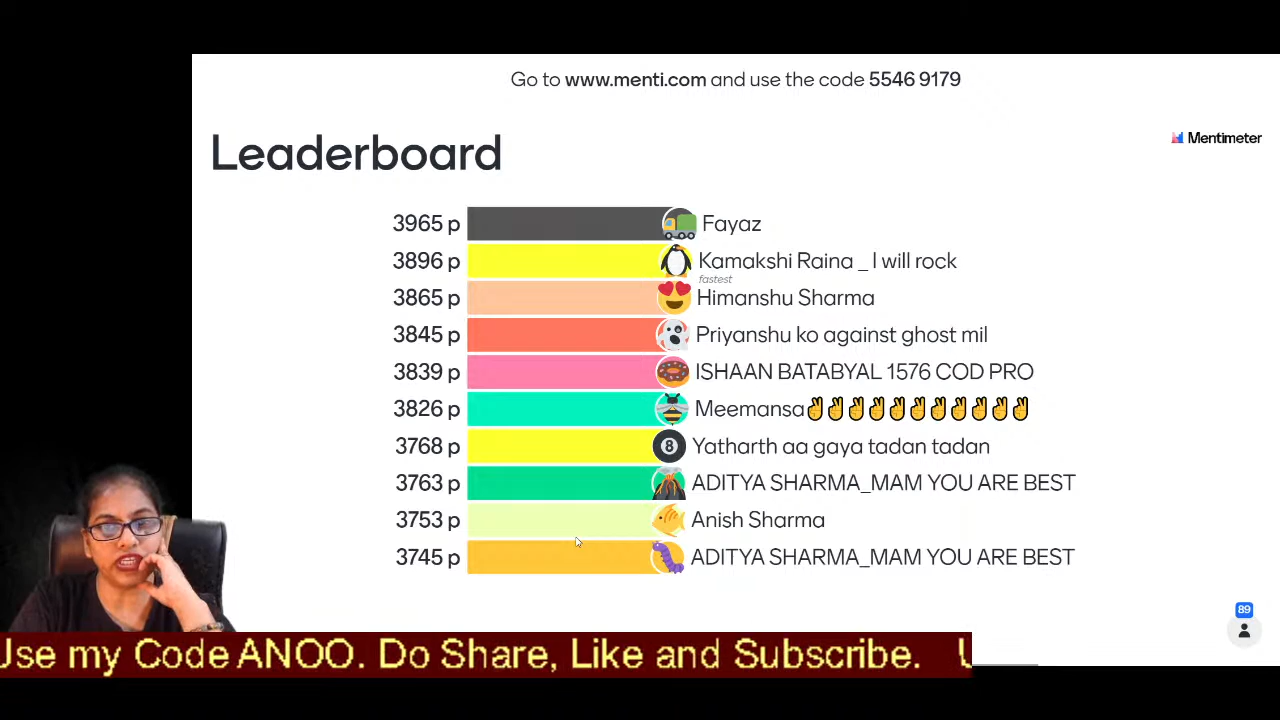 Go to www.menti.com and use the code 5546 9179
Mentimeter
Leaderboard
3965 p Fayaz
3896 p Kamakshi Raina _ I will rock
fastest
3865 p Himanshu Sharma
3845 p Priyanshu ko against ghost mil
3839 p ISHAAN BATABYAL 1576 COD PRO
3826 p Meemansa✌✌✌✌✌✌✌✌✌✌✌
3768 p 8 Yatharth aa gaya tadan tadan
3763 p ADITYA SHARMA_MAM YOU ARE BEST
3753 p Anish Sharma
3745 p ADITYA SHARMA_MAM YOU ARE BEST
89
Use my Code ANOO. Do Share, Like and Subscribe. U